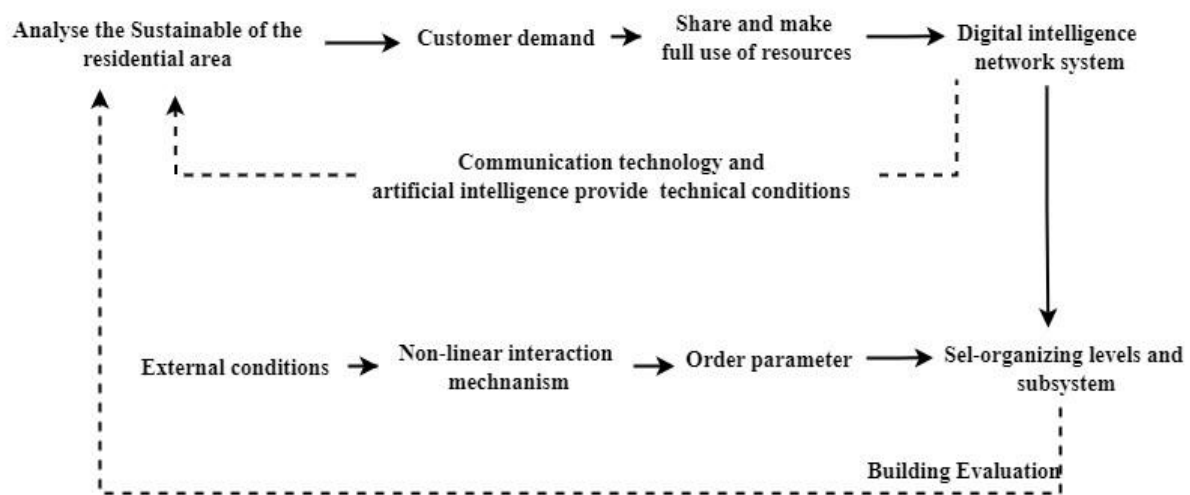 Analyse the Sustainable of the
residential area
Customer demand
Share and make
full use of resources
Digital intelligence
network system
Communication technology and
artificial intelligence provide technical conditions
External conditions
Non-linear interaction
mechnanism
Order parameter
Sel-organizing levels and
subsystem
Building Evaluation